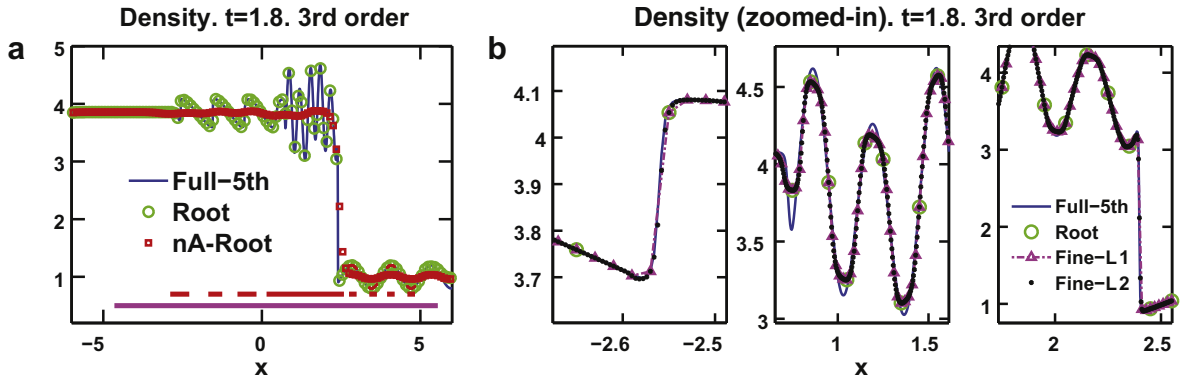 Density. t=1.8. 3rd order
Density (zoomed-in). t=1.8. 3rd order
a
5
4
3
2
1
Full−5th
Root
nA-Root
−5
0
5
x
b
4.1
4
3.9
3.8
3.7
−2.6
−2.5
4.5
4
3.5
3
1
1.5
x
4
3
2
1
Full−5th
Root
Fine−L1
Fine−L2
2
2.5